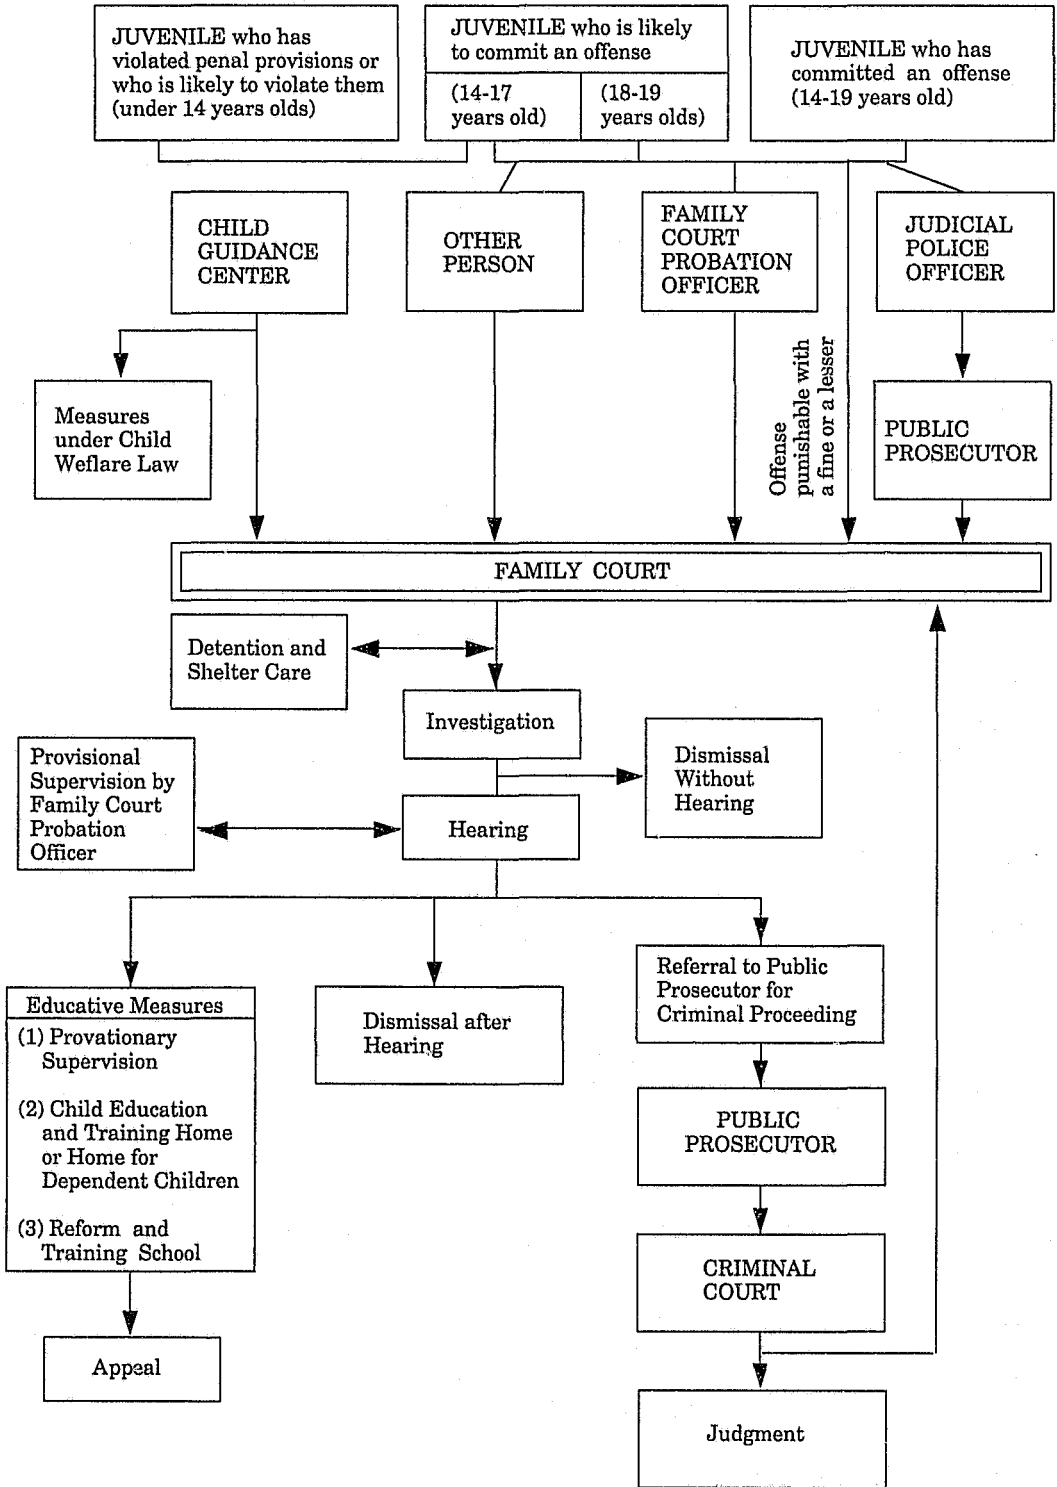 JUVENILE who has
violated penal provisions or
who is likely to violate them
(under 14 years olds)
JUVENILE who is likely
to commit an offense
(14-17
years old)
(18-19
years olds)
JUVENILE who has
committed an offense
(14-19 years old)
CHILD
GUIDANCE
CENTER
OTHER
PERSON
FAMILY
COURT
PROBATION
OFFICER
JUDICIAL
POLICE
OFFICER
Measures
under Child
Weflare Law
Offense
punishable with
a fine or a lesser
PUBLIC
PROSECUTOR
FAMILY COURT
Detention and
Shelter Care
Investigation
Provisional
Supervision by
Family Court
Probation
Officer
Dismissal
Without
Hearing
Hearing
Educative Measures
(1) Provationary
Supervision
(2) Child Education
and Training Home
or Home for
Dependent Children
(3) Reform and
Training School
Dismissal after
Hearing
Referral to Public
Prosecutor for
Criminal Proceeding
PUBLIC
PROSECUTOR
CRIMINAL
COURT
Appeal
Judgment